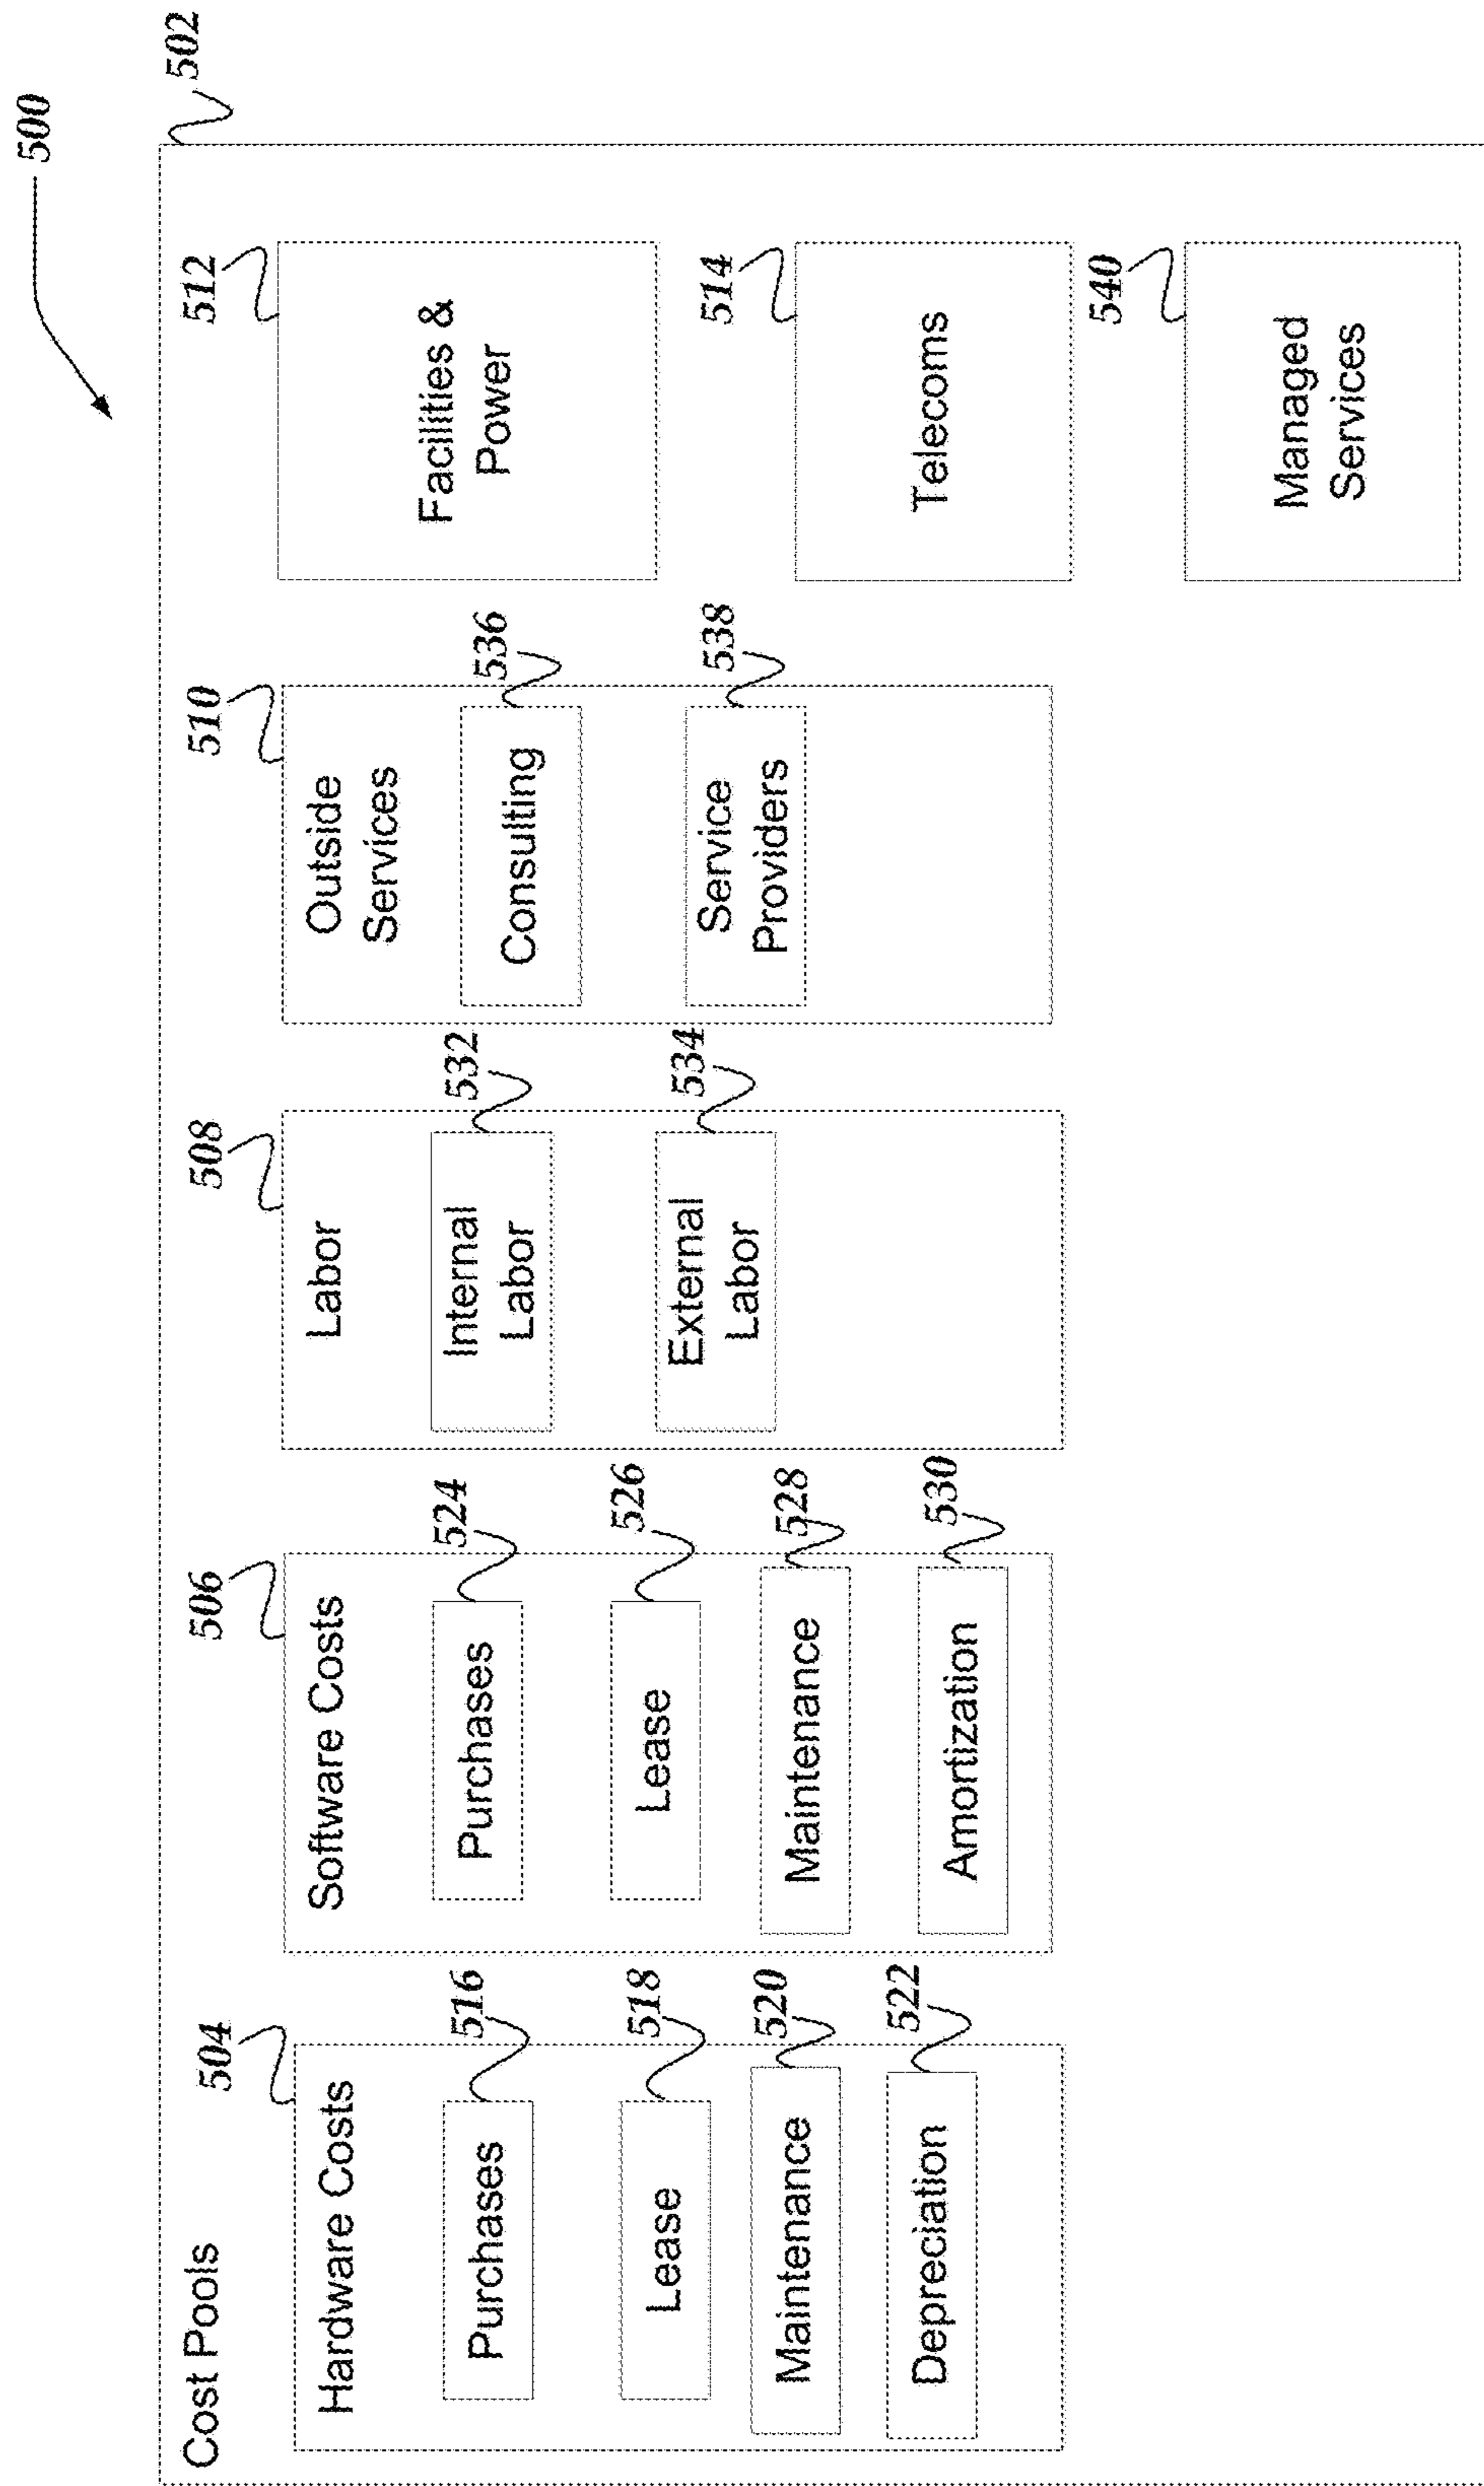 500
502
Cost Pools
504
Hardware Costs
516
Purchases
518
Lease
520
Maintenance
522
Depreciation
506
Software Costs
524
Purchases
526
Lease
528
Maintenance
530
Amortization
508
Labor
532
Internal
Labor
534
External
Labor
510
Outside
Services
536
Consulting
538
Service
Providers
512
Facilities &
Power
514
Telecoms
540
Managed
Services